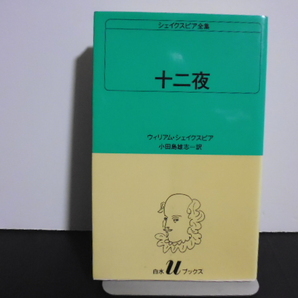 シェイクスピア全集
十二夜
ウィリアム・シェイクスピア
小田島雄志=訳
白水uブックス